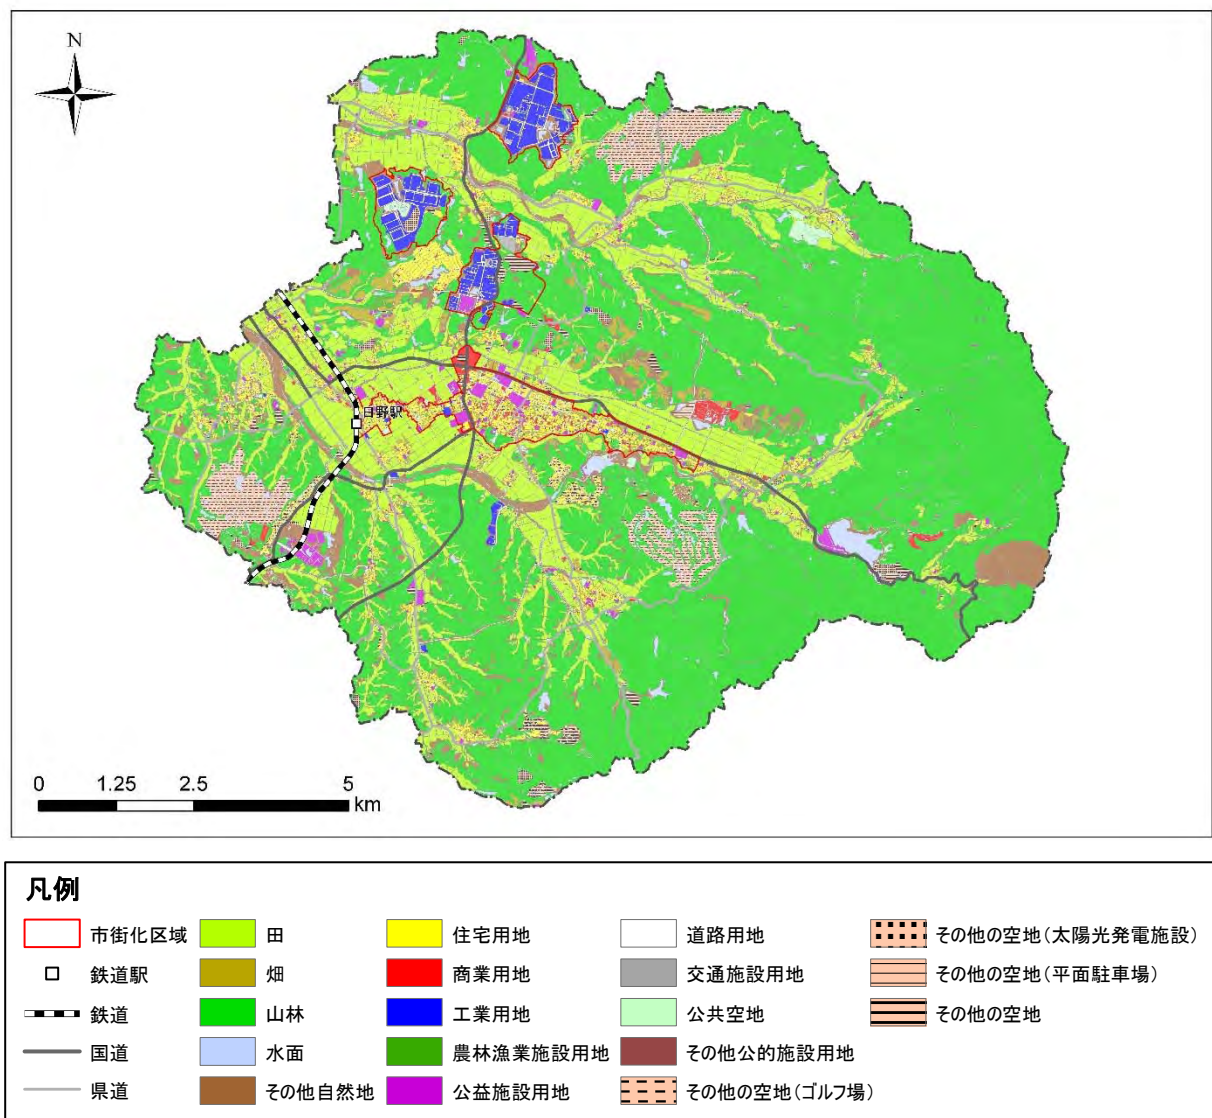 N
日野駅
0 1.25 2.5 5
km
凡例
市街化区域 田 住宅用地 道路用地 その他の空地(太陽光発電施設)
鉄道駅 畑 商業用地 交通施設用地 その他の空地(平面駐車場)
鉄道 山林 工業用地 公共空地 その他の空地
国道 水面 農林漁業施設用地 その他公的施設用地
県道 その他自然地 公益施設用地 その他の空地(ゴルフ場)